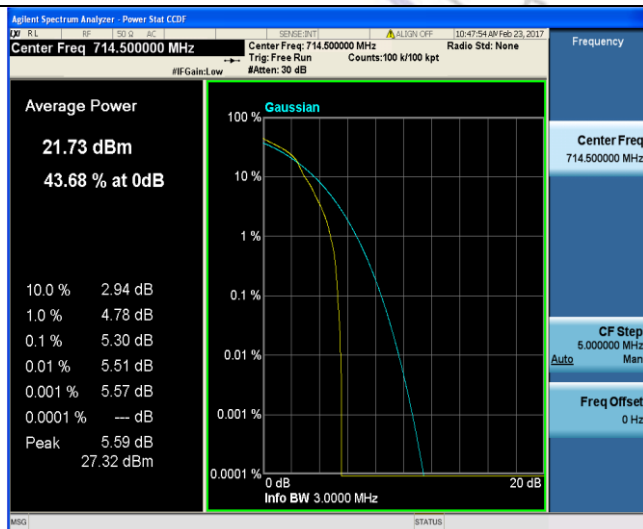 Agilent Spectrum Analyzer - Power Stat CCDF
RL RF 50 Ω AC SENSE:INT ALIGN OFF 10:47:54 AM Feb 23, 2017
Center Freq 714.500000 MHz Center Freq: 714.500000 MHz Radio Std: None
Trig: Free Run Counts:100 k/100 kpt
#IFGain:Low #Atten: 30 dB
Frequency
Average Power
21.73 dBm
43.68 % at 0dB
10.0 % 2.94 dB
1.0 % 4.78 dB
0.1 % 5.30 dB
0.01 % 5.51 dB
0.001 % 5.57 dB
0.0001 % --- dB
Peak 5.59 dB
27.32 dBm
Gaussian
100 %
10 %
1 %
0.1 %
0.01 %
0.001 %
0.0001 %
0 dB 20 dB
Info BW 3.0000 MHz
Center Freq
714.500000 MHz
CF Step
5.000000 MHz
Auto Man
Freq Offset
0 Hz
MSG STATUS